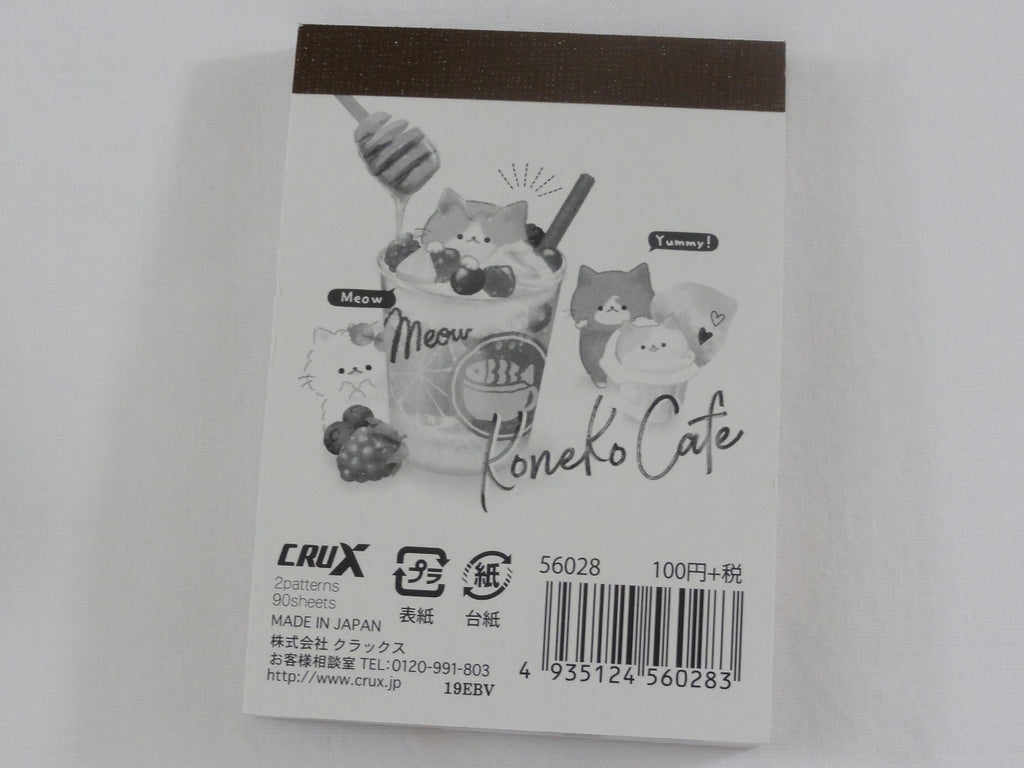 Yummy!
Meow
Meow
Koneko Cafe
CRUX
2patterns
90sheets
MADE IN JAPAN
株式会社 クラックス
お客様相談室 TEL:0120-991-803
http://www.crux.jp
19EBV
プラ
表紙
紙
台紙
56028
100円+税
4 935124 560283